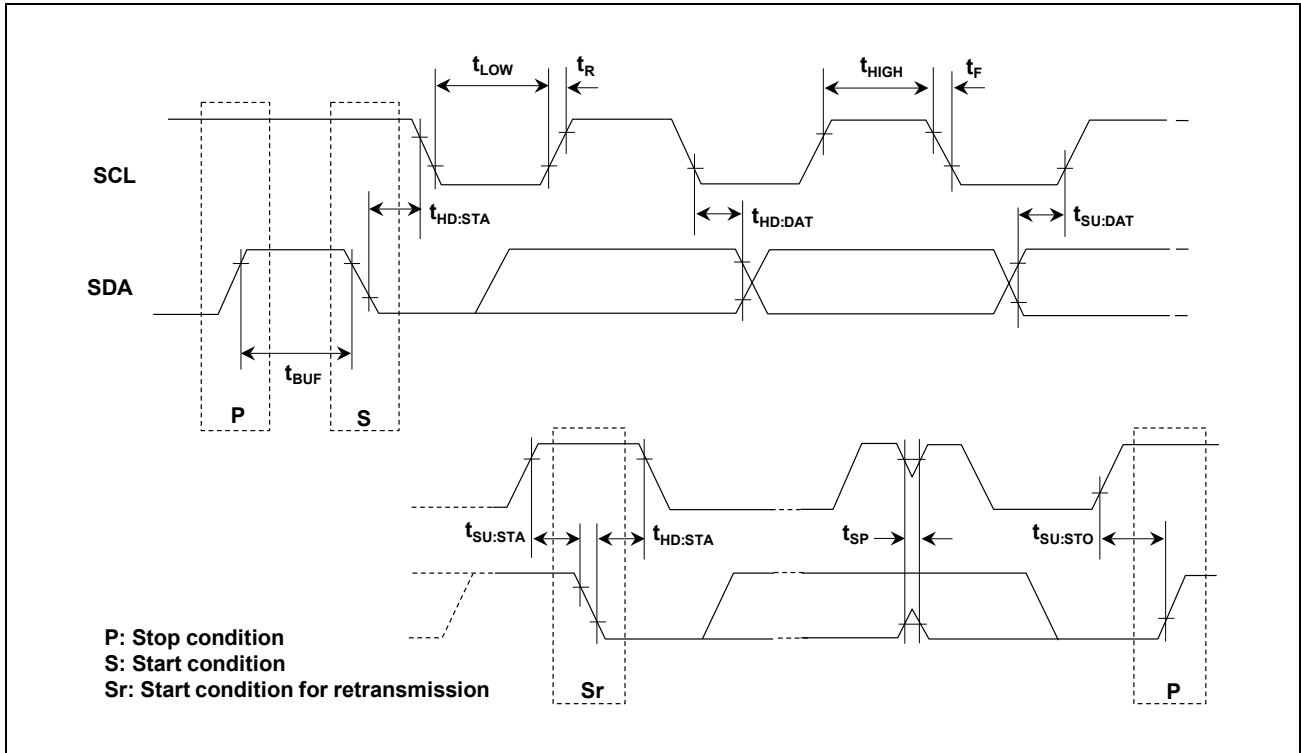 tLOW
tR
tHIGH
tF
SCL
tHD:STA
tHD:DAT
tSU:DAT
SDA
tBUF
P
S
tSU:STA
tHD:STA
tSP
tSU:STO
P: Stop condition
S: Start condition
Sr: Start condition for retransmission
Sr
P